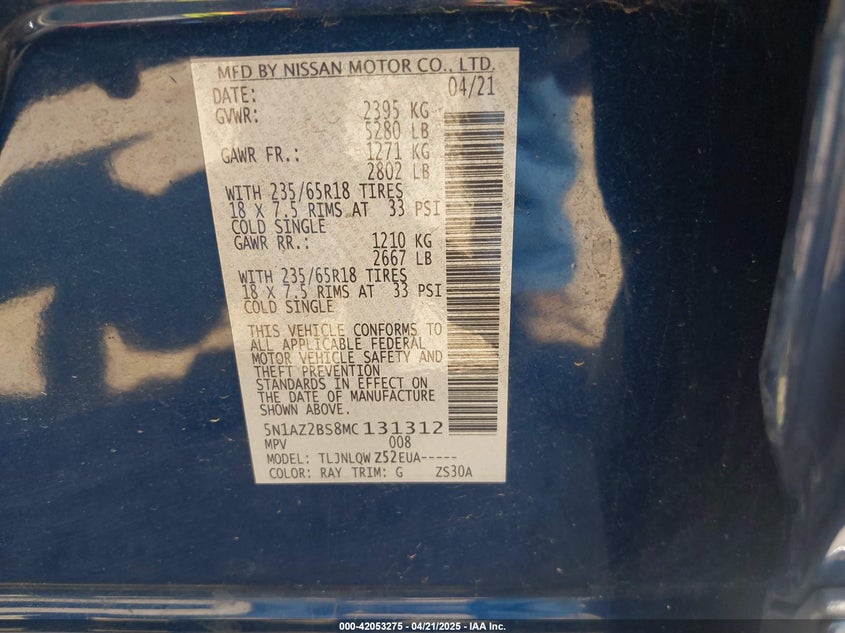 MFD BY NISSAN MOTOR CO., LTD.
DATE: 04/21
GVWR: 2395 KG
5280 LB
GAWR FR.: 1271 KG
2802 LB
WITH 235/65R18 TIRES
18 X 7.5 RIMS AT 33 PSI
COLD SINGLE
GAWR RR.: 1210 KG
2667 LB
WITH 235/65R18 TIRES
18 X 7.5 RIMS AT 33 PSI
COLD SINGLE
THIS VEHICLE CONFORMS TO
ALL APPLICABLE FEDERAL
MOTOR VEHICLE SAFETY AND
THEFT PREVENTION
STANDARDS IN EFFECT ON
THE DATE OF MANUFACTURE
SHOWN ABOVE.
5N1AZ2BS8MC131312
MPV 008
MODEL: TLJNLQW Z52EUA-----
COLOR: RAY TRIM: G ZS30A
000-42053275 - 04/21/2025 - IAA Inc.